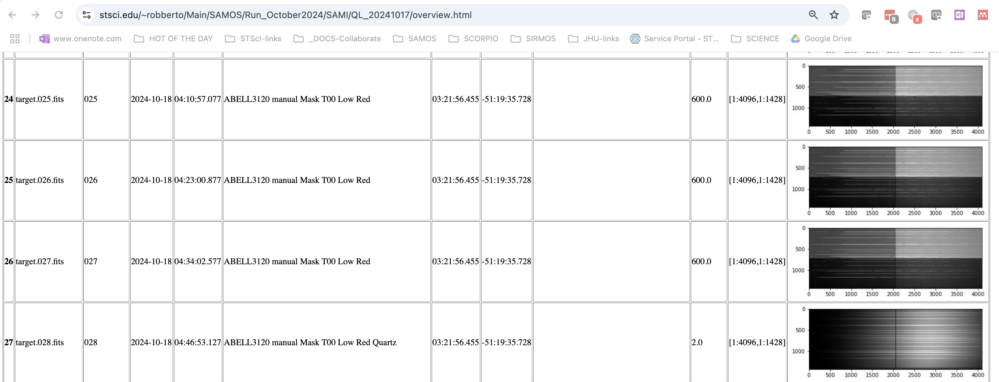 stsci.edu/~robberto/Main/SAMOS/Run_October2024/SAMI/QL_20241017/overview.html
8
x
www.onenote.com HOT OF THE DAY STScI-links _DOCS-Collaborate SAMOS SCORPIO SIRMOS JHU-links Service Portal - ST... SCIENCE Google Drive
24 target.025.fits 025 2024-10-18 04:10:57.077 ABELL3120 manual Mask T00 Low Red 03:21:56.455 -51:19:35.728 600.0 [1:4096,1:1428]
0
500
1000
0 500 1000 1500 2000 2500 3000 3500 4000
25 target.026.fits 026 2024-10-18 04:23:00.877 ABELL3120 manual Mask T00 Low Red 03:21:56.455 -51:19:35.728 600.0 [1:4096,1:1428]
0
500
1000
0 500 1000 1500 2000 2500 3000 3500 4000
26 target.027.fits 027 2024-10-18 04:34:02.577 ABELL3120 manual Mask T00 Low Red 03:21:56.455 -51:19:35.728 600.0 [1:4096,1:1428]
0
500
1000
0 500 1000 1500 2000 2500 3000 3500 4000
27 target.028.fits 028 2024-10-18 04:46:53.127 ABELL3120 manual Mask T00 Low Red Quartz 03:21:56.455 -51:19:35.728 2.0 [1:4096,1:1428]
0
500
1000
0 500 1000 1500 2000 2500 3000 3500 4000